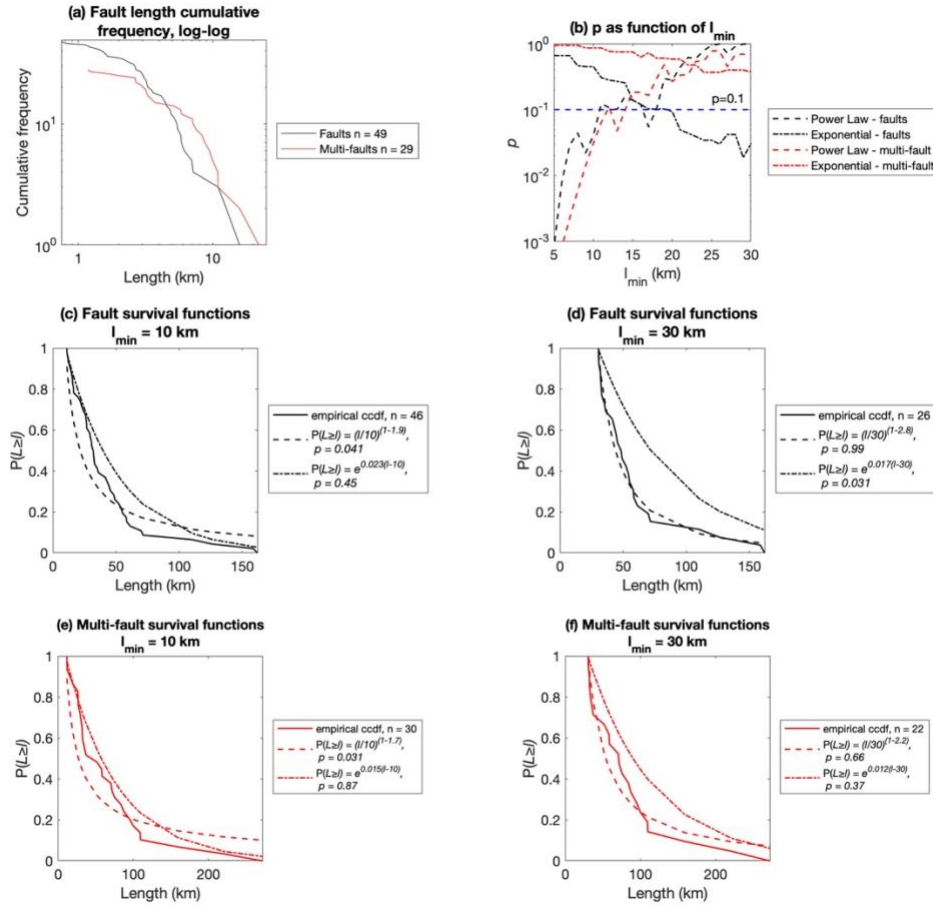 (a) Fault length cumulative
frequency, log-log
Cumulative frequency
10¹
10⁰
1
10
Length (km)
Faults n = 49
Multi-faults n = 29
(b) p as function of l_min
p
10⁰
10⁻¹
10⁻²
10⁻³
p=0.1
5
10
15
20
25
30
l_min (km)
Power Law - faults
Exponential - faults
Power Law - multi-fault
Exponential - multi-fault
(c) Fault survival functions
l_min = 10 km
P(L≥l)
1
0.8
0.6
0.4
0.2
0
0
50
100
150
Length (km)
empirical ccdf, n = 46
P(L≥l) = (l/10)^(1-1.9),
p = 0.041
P(L≥l) = e^0.023(l-10),
p = 0.45
(d) Fault survival functions
l_min = 30 km
P(L≥l)
1
0.8
0.6
0.4
0.2
0
0
50
100
150
Length (km)
empirical ccdf, n = 26
P(L≥l) = (l/30)^(1-2.8),
p = 0.99
P(L≥l) = e^0.017(l-30),
p = 0.031
(e) Multi-fault survival functions
l_min = 10 km
P(L≥l)
1
0.8
0.6
0.4
0.2
0
0
100
200
Length (km)
empirical ccdf, n = 30
P(L≥l) = (l/10)^(1-1.7),
p = 0.031
P(L≥l) = e^0.015(l-10),
p = 0.87
(f) Multi-fault survival functions
l_min = 30 km
P(L≥l)
1
0.8
0.6
0.4
0.2
0
0
100
200
Length (km)
empirical ccdf, n = 22
P(L≥l) = (l/30)^(1-2.2),
p = 0.66
P(L≥l) = e^0.012(l-30),
p = 0.37